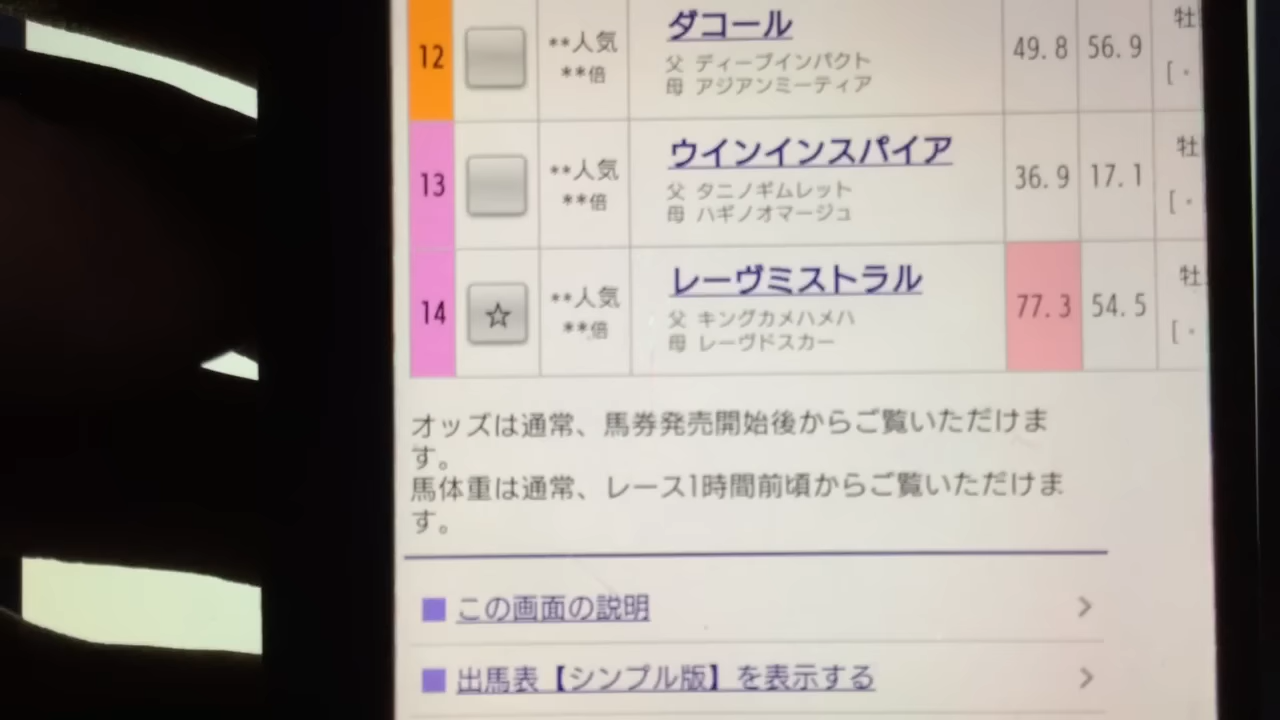 12 **人気 ダコール 49.8 56.9 牡
**倍 父 ディープインパクト
母 アジアンミーティア [・
13 **人気 ウインインスパイア 36.9 17.1 牡
**倍 父 タニノギムレット
母 ハギノオマージュ [・
14 ☆ **人気 レーヴミストラル 77.3 54.5 牡
**倍 父 キングカメハメハ
母 レーヴドスカー [・
オッズは通常、馬券発売開始後からご覧いただけま
す。
馬体重は通常、レース1時間前頃からご覧いただけま
す。
この画面の説明 >
出馬表【シンプル版】を表示する >